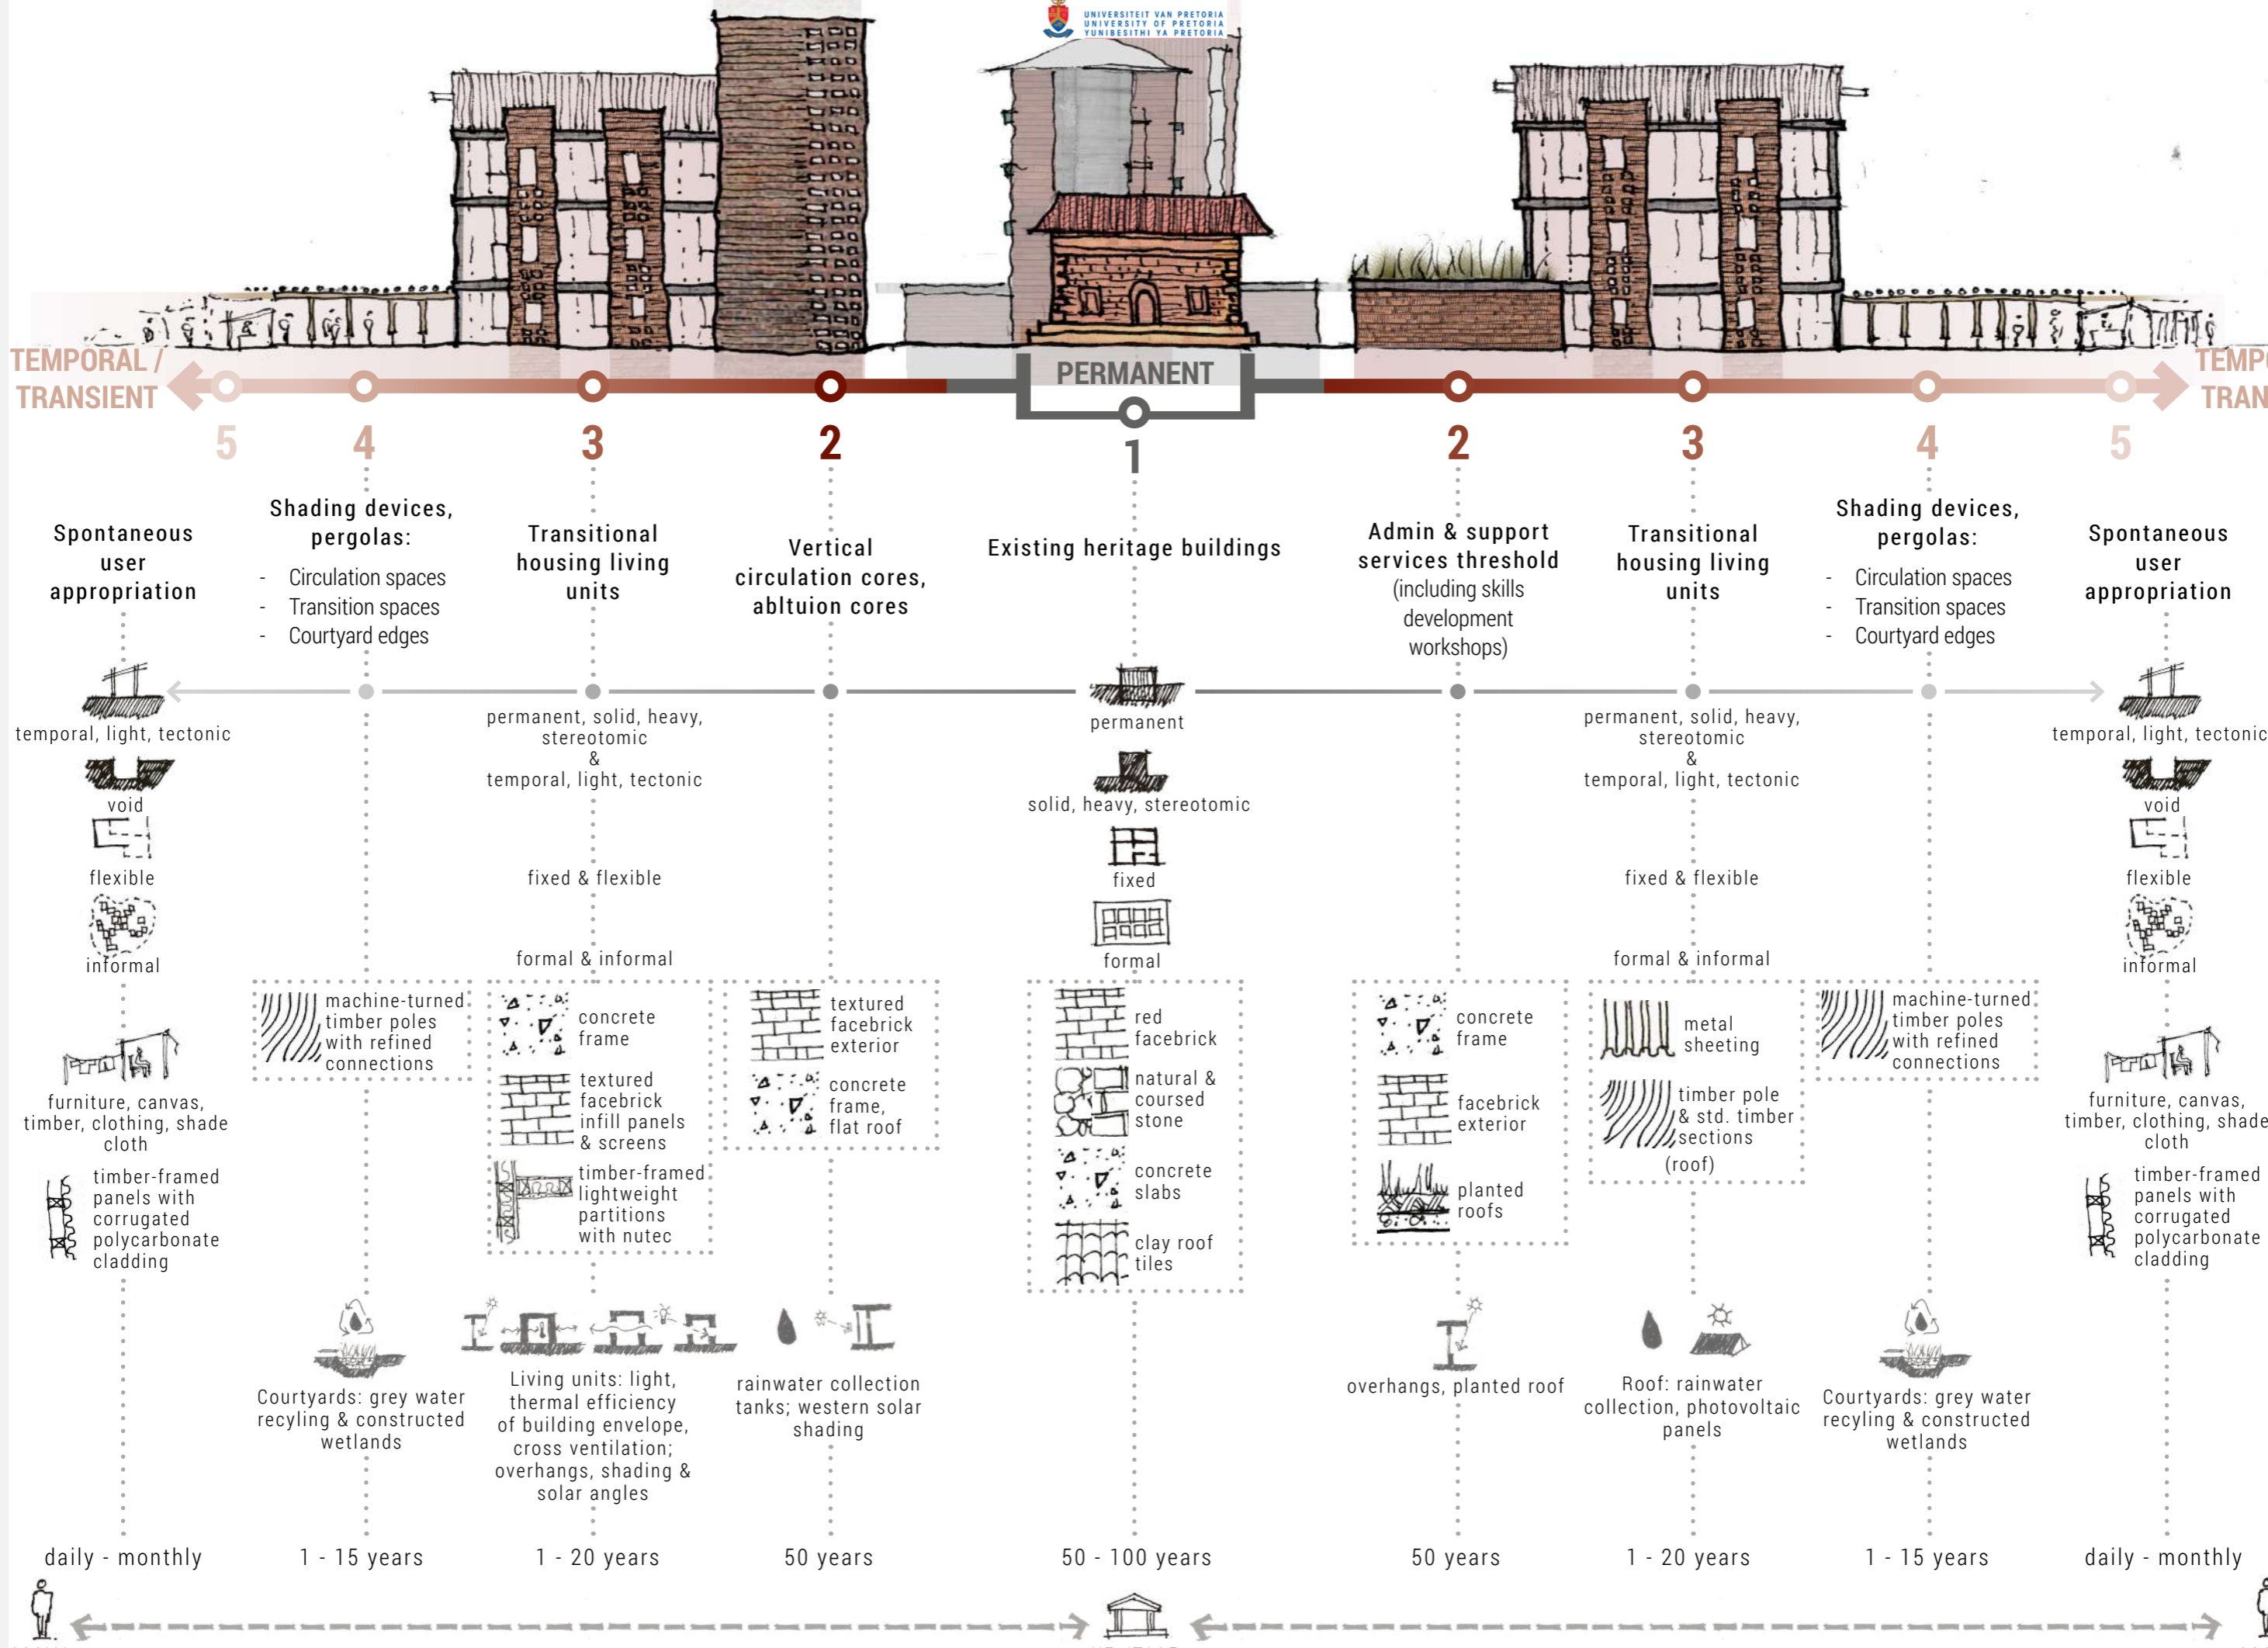 UNIVERSITEIT VAN PRETORIA
UNIVERSITY OF PRETORIA
YUNIBESITHI YA PRETORIA
TEMPORAL /
TRANSIENT
PERMANENT
5
4
3
2
1
2
3
4
5
Spontaneous
user
appropriation
Shading devices,
pergolas:
- Circulation spaces
- Transition spaces
- Courtyard edges
Transitional
housing living
units
Vertical
circulation cores,
abltuion cores
Existing heritage buildings
Admin & support
services threshold
(including skills
development
workshops)
Transitional
housing living
units
Shading devices,
pergolas:
- Circulation spaces
- Transition spaces
- Courtyard edges
Spontaneous
user
appropriation
temporal, light, tectonic
void
flexible
informal
permanent, solid, heavy,
stereotomic
&
temporal, light, tectonic
fixed & flexible
formal & informal
permanent
solid, heavy, stereotomic
fixed
formal
permanent, solid, heavy,
stereotomic
&
temporal, light, tectonic
fixed & flexible
formal & informal
temporal, light, tectonic
void
flexible
informal
furniture, canvas,
timber, clothing, shade
cloth
timber-framed
panels with
corrugated
polycarbonate
cladding
machine-turned
timber poles
with refined
connections
concrete
frame
textured
facebrick
infill panels
& screens
timber-framed
lightweight
partitions
with nutec
textured
facebrick
exterior
concrete
frame,
flat roof
red
facebrick
natural &
coursed
stone
concrete
slabs
clay roof
tiles
concrete
frame
facebrick
exterior
planted
roofs
metal
sheeting
timber pole
& std. timber
sections
(roof)
machine-turned
timber poles
with refined
connections
furniture, canvas,
timber, clothing, shade
cloth
timber-framed
panels with
corrugated
polycarbonate
cladding
Courtyards: grey water
recyling & constructed
wetlands
Living units: light,
thermal efficiency
of building envelope,
cross ventilation;
overhangs, shading &
solar angles
rainwater collection
tanks; western solar
shading
overhangs, planted roof
Roof: rainwater
collection, photovoltaic
panels
Courtyards: grey water
recyling & constructed
wetlands
daily - monthly
1 - 15 years
1 - 20 years
50 years
50 - 100 years
50 years
1 - 20 years
1 - 15 years
daily - monthly